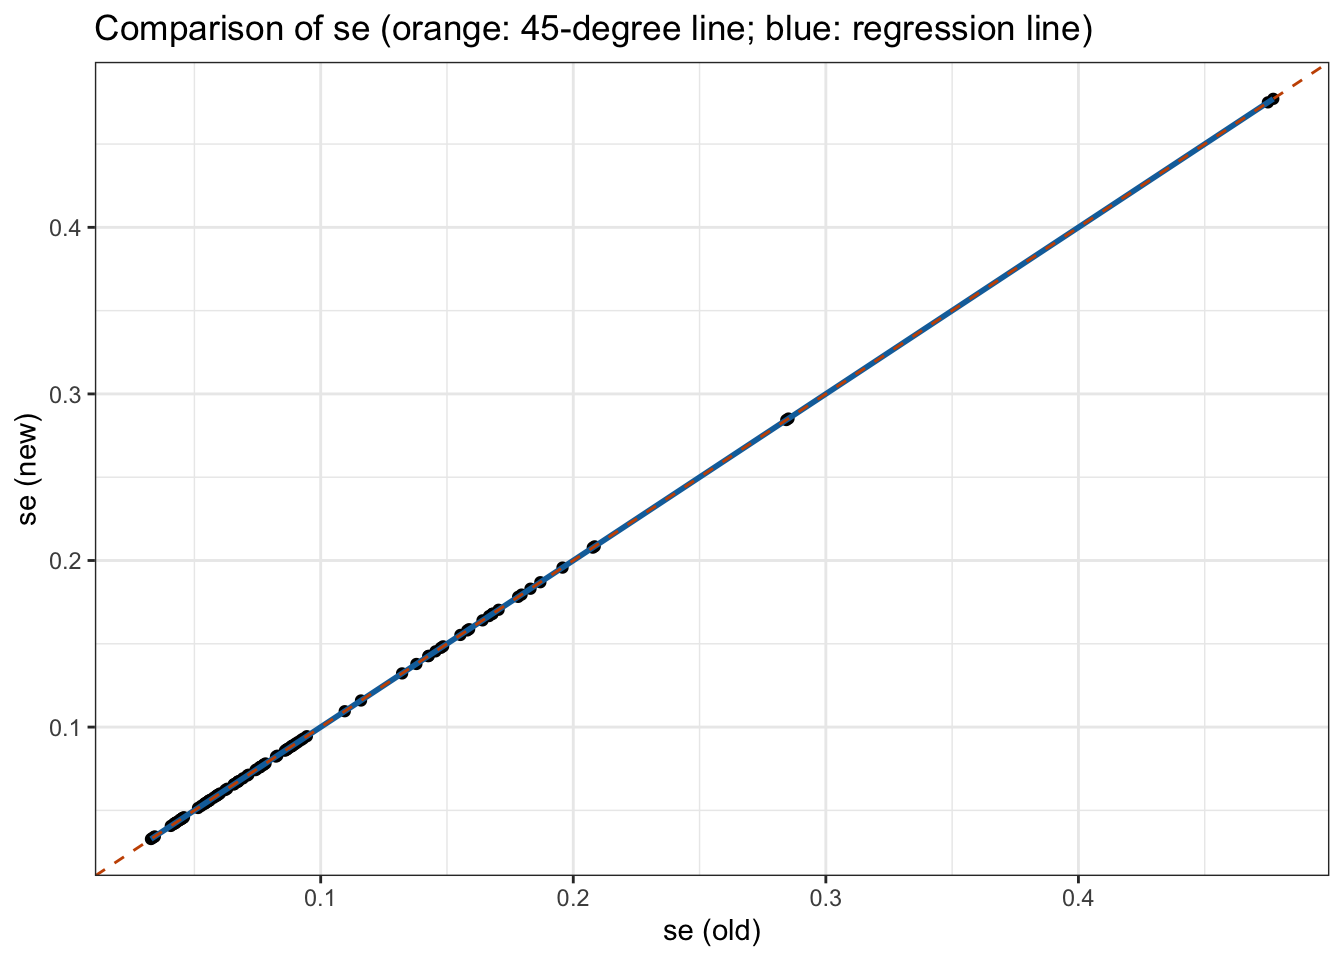 Comparison of se (orange: 45-degree line; blue: regression line)
0.4
0.3
0.2
0.1
se (new)
0.1 0.2 0.3 0.4
se (old)